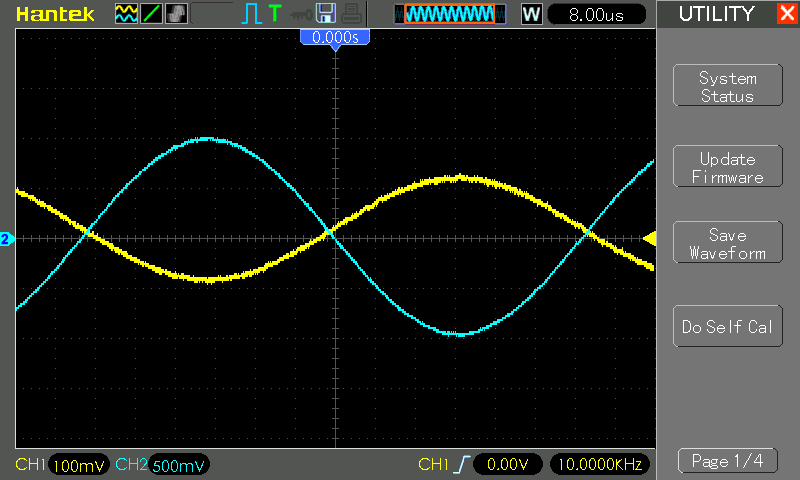 Hantek
T
W
8.00us
UTILITY
X
0.000s
System
Status
Update
Firmware
2
Save
Waveform
Do Self Cal
CH1 100mV CH2 500mV CH1 0.00V 10.0000KHz
Page 1/4